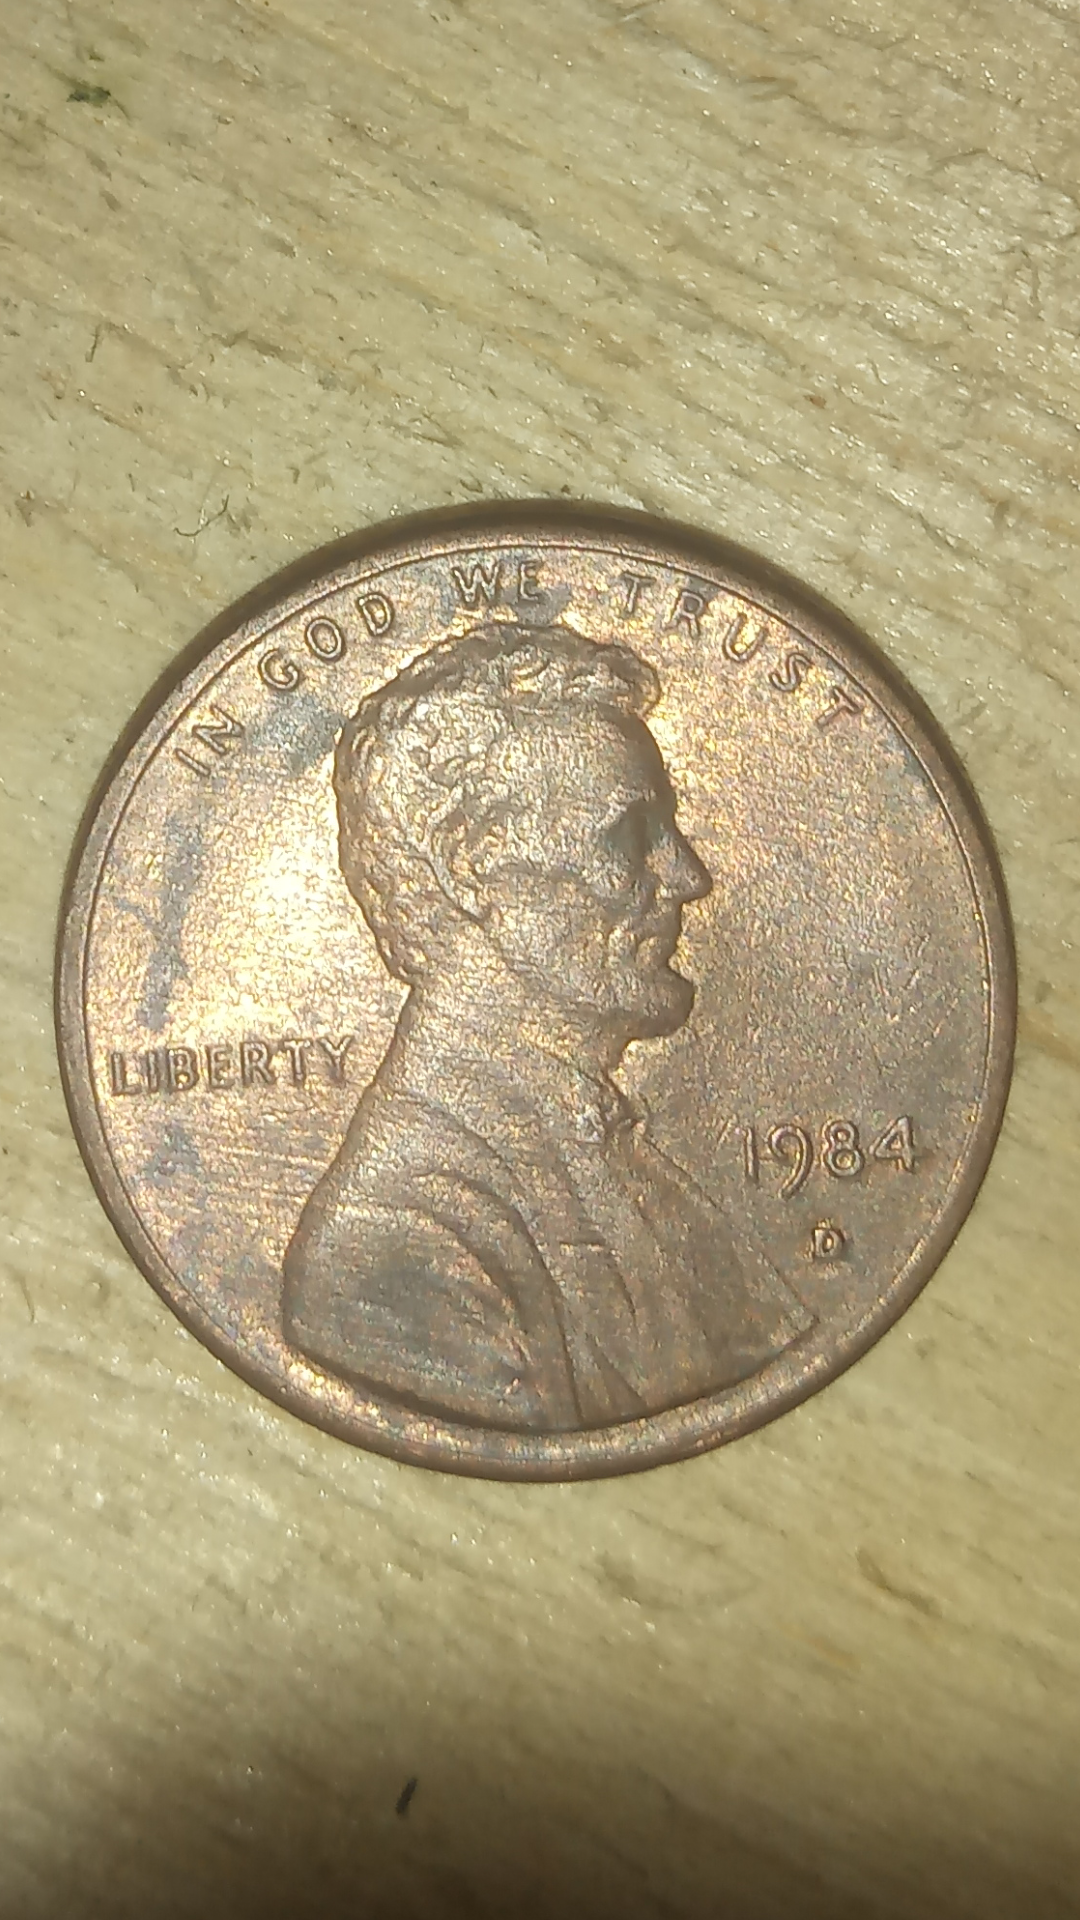 IN GOD WE TRUST
LIBERTY
1984
D